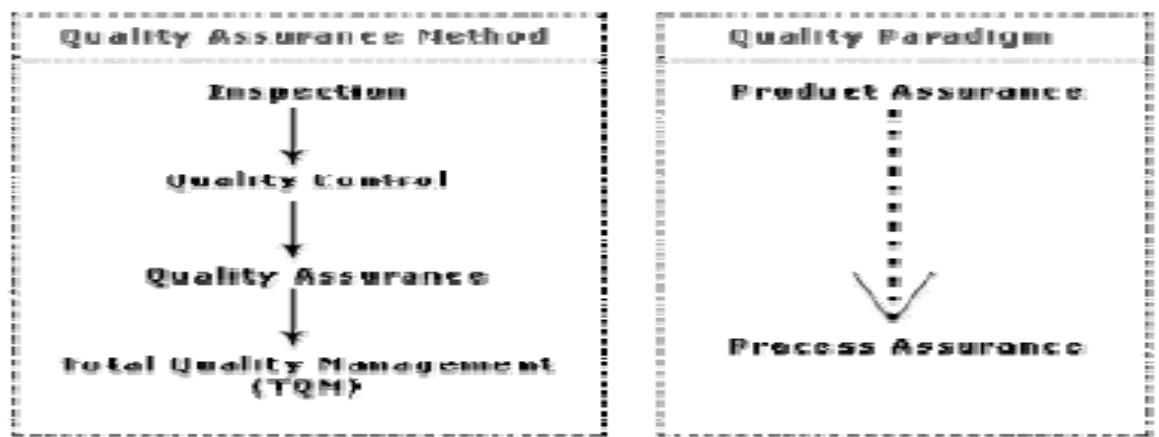 Quality Assurance Method
Inspection
Quality Control
Quality Assurance
Total Quality Management
(TQM)
Quality Paradigm
Product Assurance
Process Assurance